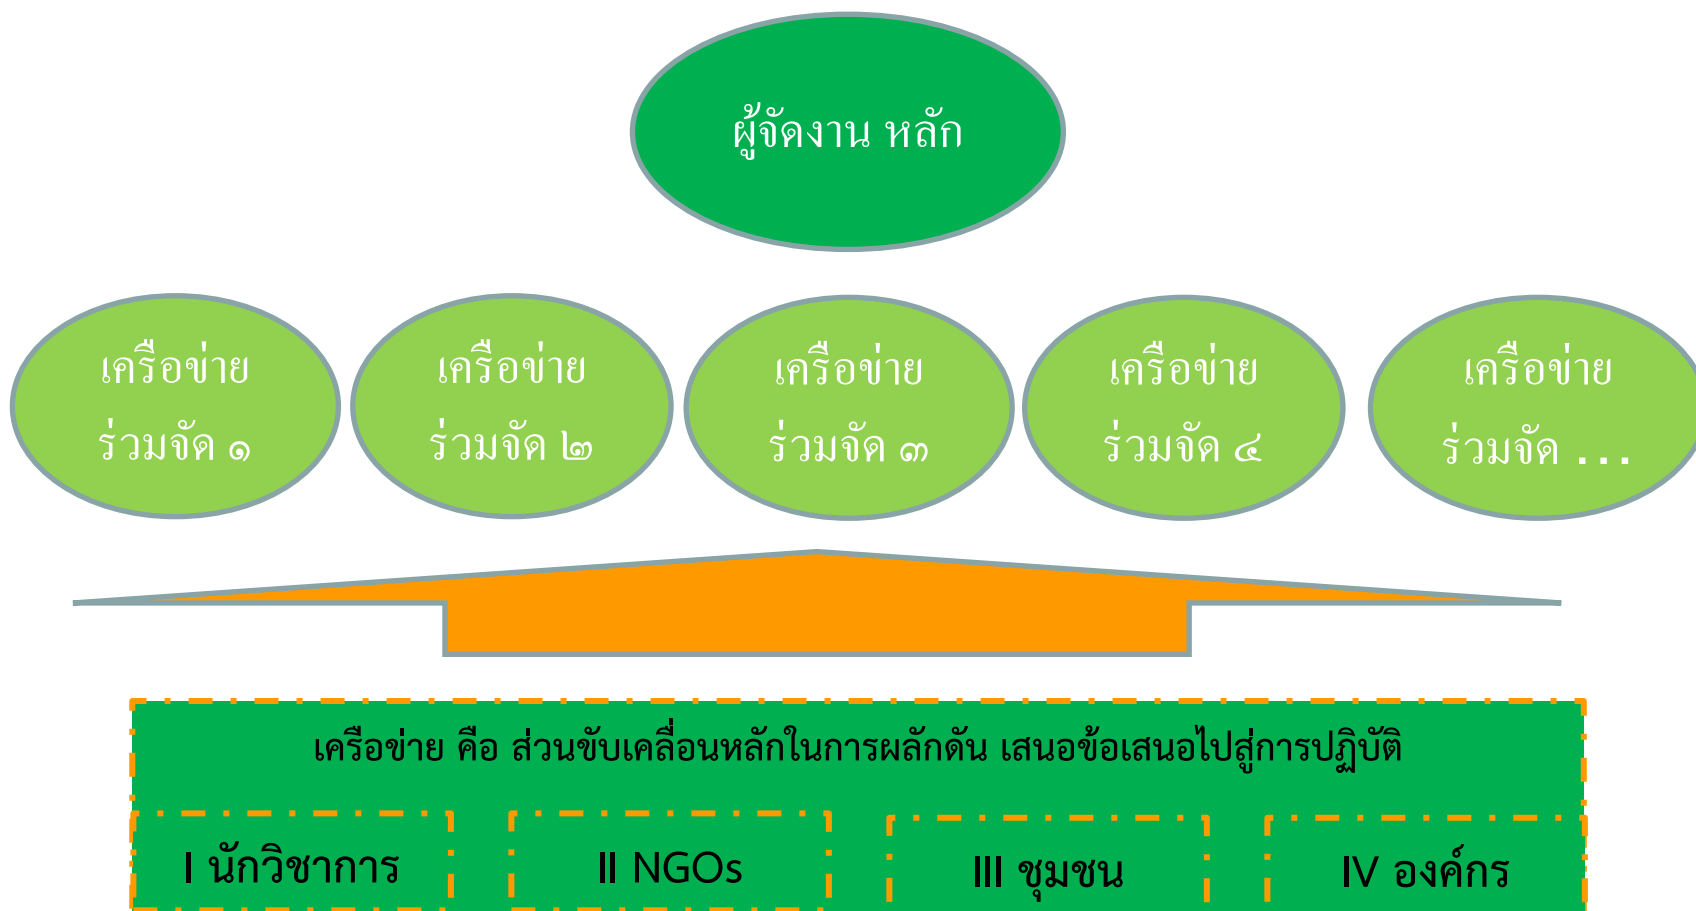 ผู้จัดงาน หลัก
เครือข่าย
ร่วมจัด ๑
เครือข่าย
ร่วมจัด ๒
เครือข่าย
ร่วมจัด ๓
เครือข่าย
ร่วมจัด ๔
เครือข่าย
ร่วมจัด ...
เครือข่าย คือ ส่วนขับเคลื่อนหลักในการผลักดัน เสนอข้อเสนอไปสู่การปฏิบัติ
I นักวิชาการ
II NGOs
III ชุมชน
IV องค์กร